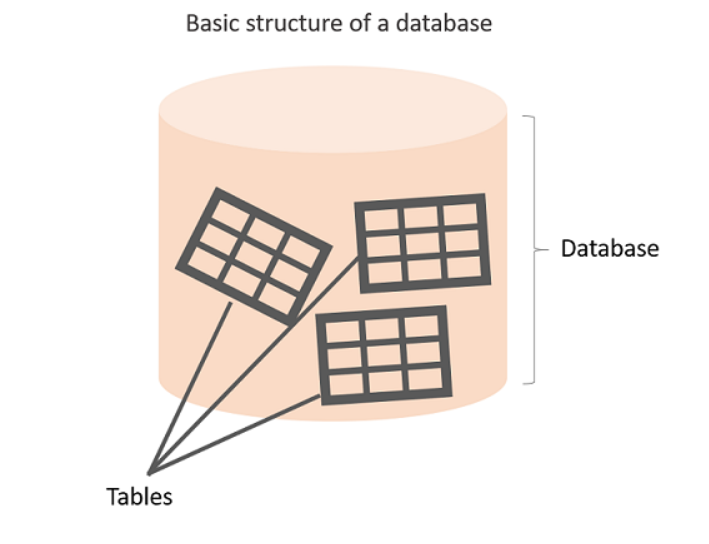 Basic structure of a database
Database
Tables